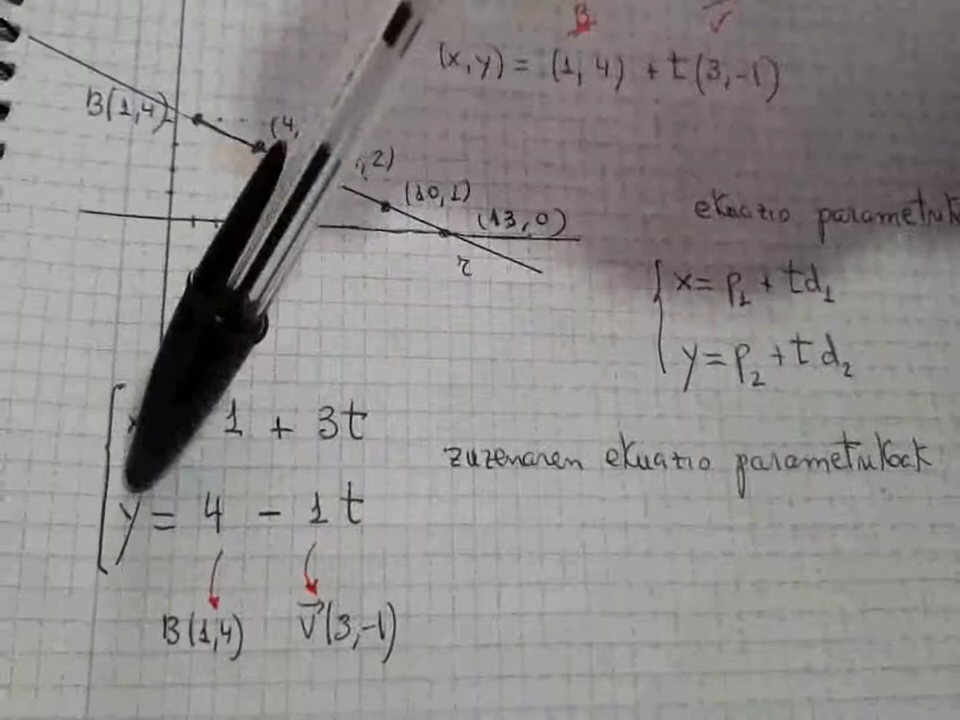 B v
(x,y) = (1, 4) + t(3,-1)
B(1,4)
(4,
,2)
(10,1)
(13,0)
r
ekuazio
{ x = p₁ + td₁
y = p₂ + td₂
1 + 3t
y = 4 - 1t
zuzenaren ekuazio parametrikoak
B(1,4) v⃗(3,-1)